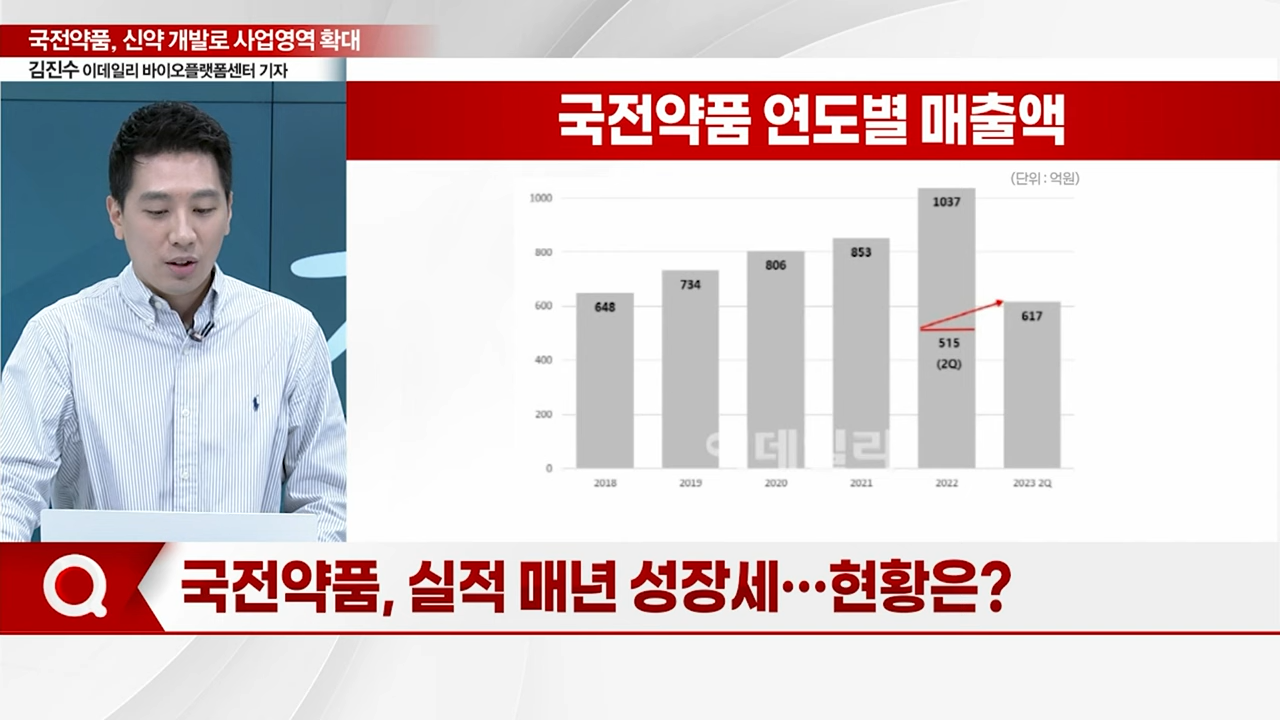 국전약품, 신약 개발로 사업영역 확대
김진수 이데일리 바이오플랫폼센터 기자
국전약품 연도별 매출액
(단위 : 억원)
1000
800
600
400
200
0
648
734
806
853
1037
515
(2Q)
617
이데일리
2018
2019
2020
2021
2022
2023 2Q
Q
국전약품, 실적 매년 성장세…현황은?